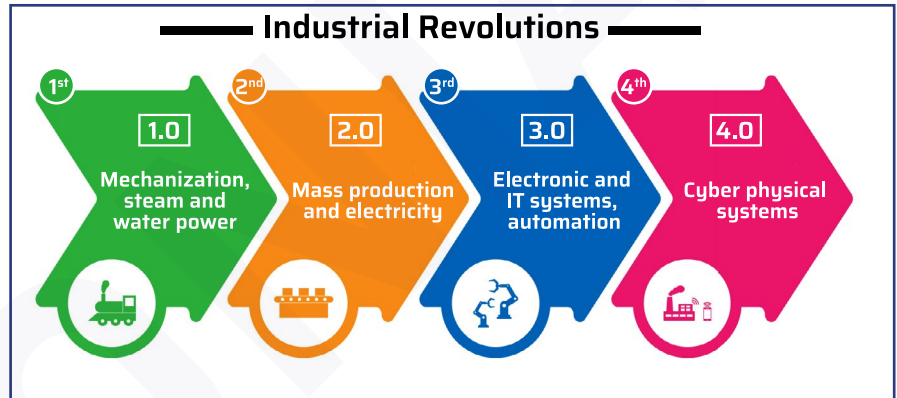 Industrial Revolutions
1st
1.0
Mechanization,
steam and
water power
2nd
2.0
Mass production
and electricity
3rd
3.0
Electronic and
IT systems,
automation
4th
4.0
Cyber physical
systems